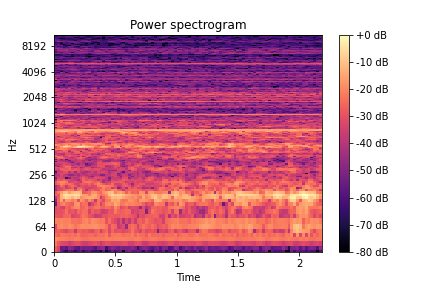 Power spectrogram
8192
4096
2048
1024
512
256
128
64
0
Hz
0
0.5
1
1.5
2
Time
+0 dB
-10 dB
-20 dB
-30 dB
-40 dB
-50 dB
-60 dB
-70 dB
-80 dB